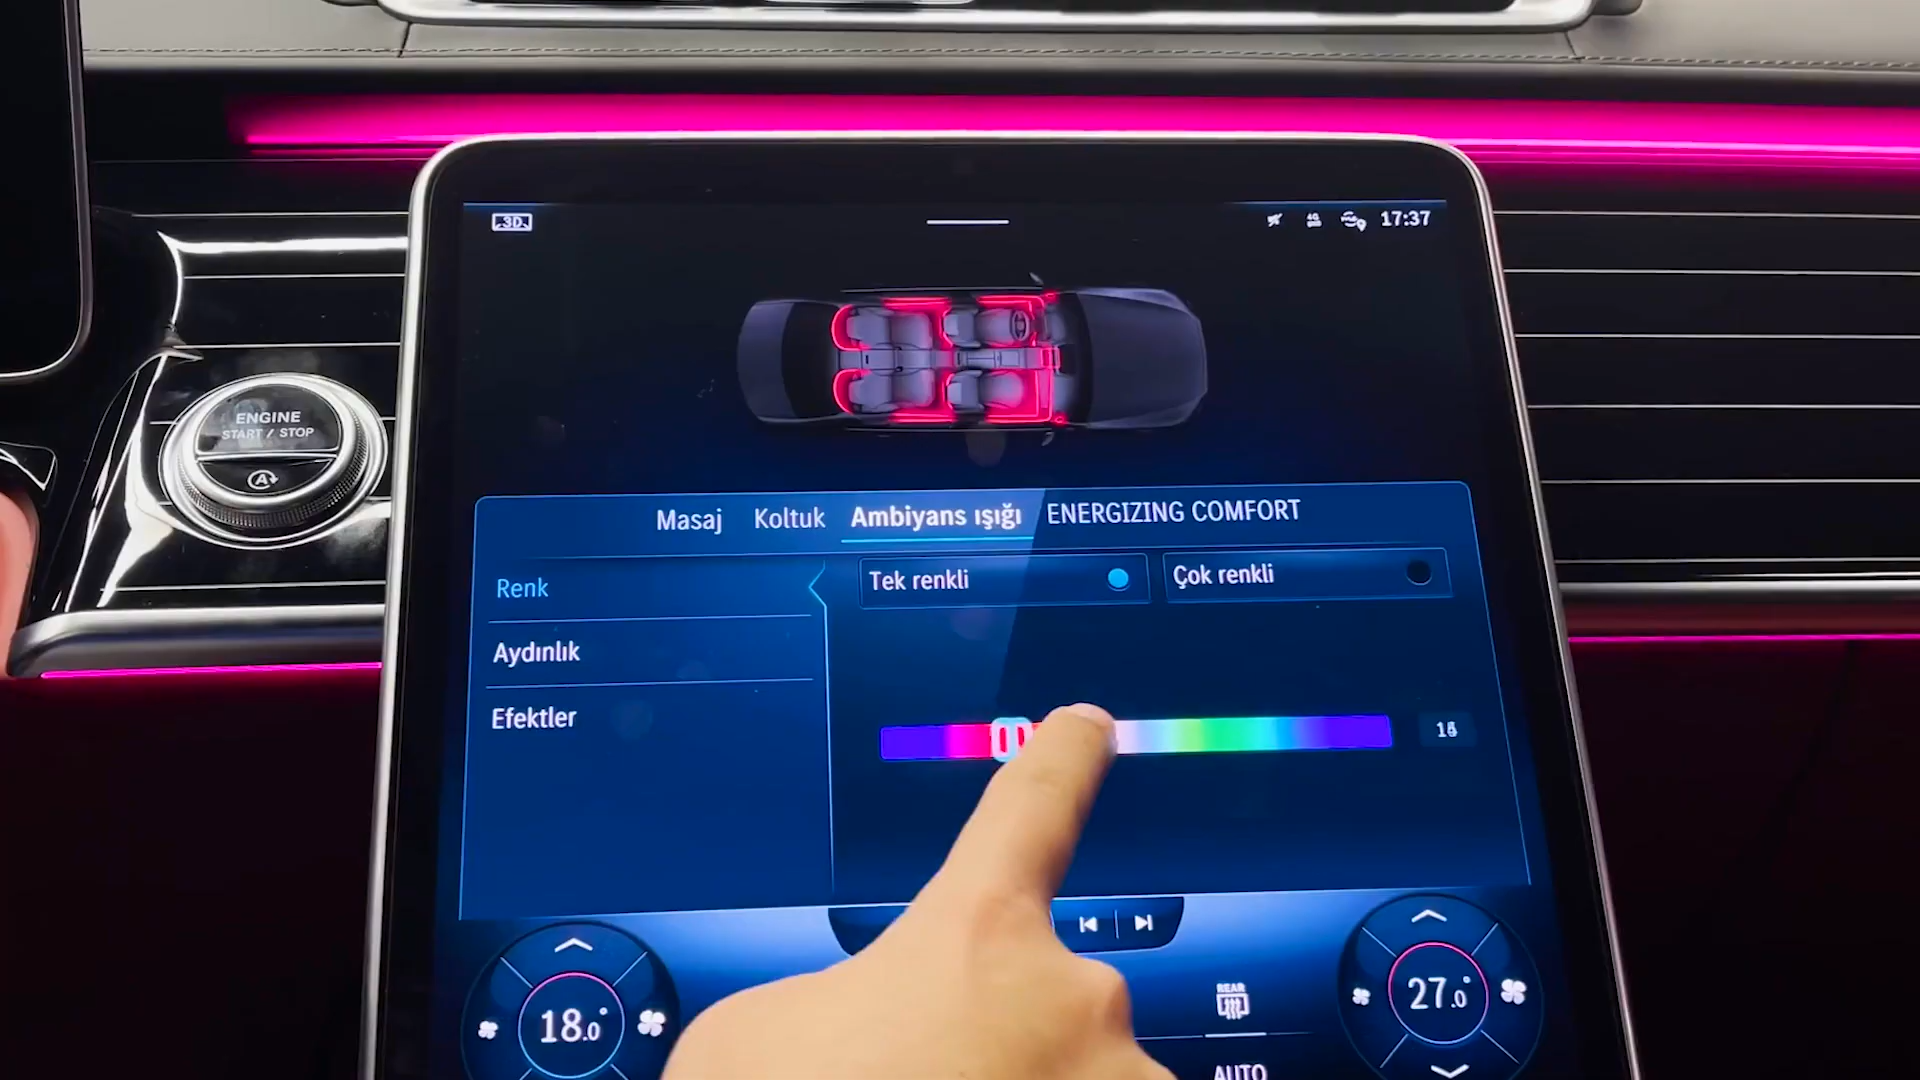 3D
4G
17:37
ENGINE
START / STOP
A
Masaj Koltuk Ambiyans ışığı ENERGIZING COMFORT
Renk
Tek renkli
Çok renkli
Aydınlık
Efektler
18.0°
REAR
27.0°
AUTO